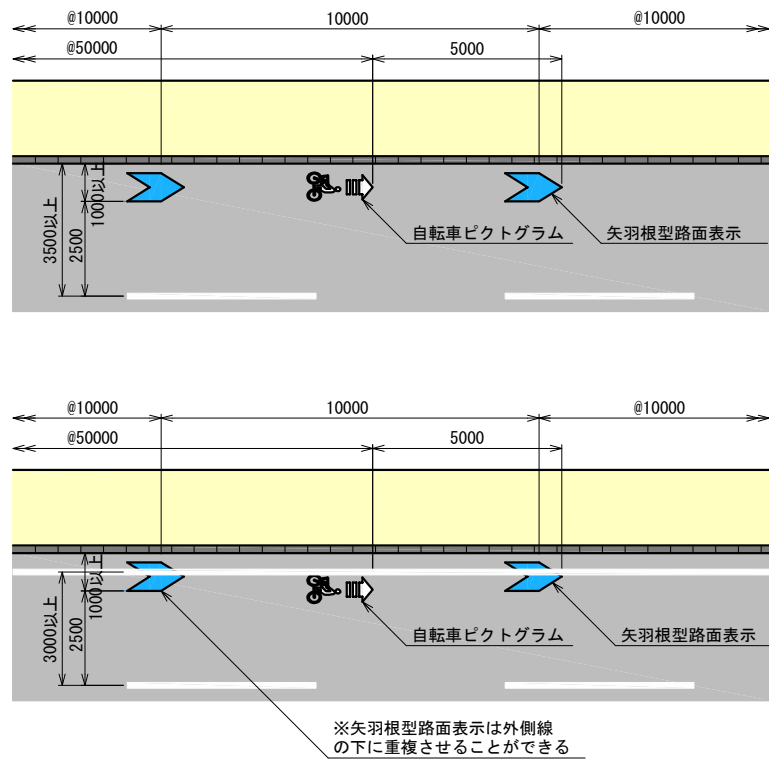 @10000
10000
@10000
@50000
5000
3500以上
2500
1000以上
自転車ピクトグラム
矢羽根型路面表示
@10000
10000
@10000
@50000
5000
3000以上
2500
1000以上
自転車ピクトグラム
矢羽根型路面表示
※矢羽根型路面表示は外側線
の下に重複させることができる